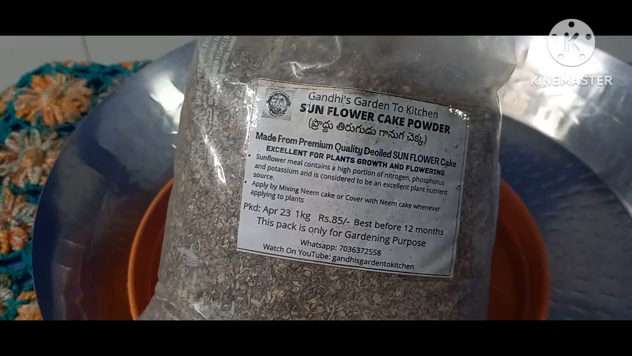 Gandhi's Garden To Kitchen
SUN FLOWER CAKE POWDER
(ప్రొద్దు తిరుగుడు గానుగ చెక్క)
Made From Premium Quality Deoiled SUN FLOWER Cake
EXCELLENT FOR PLANTS GROWTH AND FLOWERING
• Sunflower meal contains a high portion of nitrogen, phosphorus
and potassium and is considered to be an excellent plant nutrient
source.
• Apply by Mixing Neem cake or Cover with Neem cake whenever
applying to plants
Pkd: Apr 23 1kg Rs.85/- Best before 12 months
This pack is only for Gardening Purpose
Whatsapp: 7036372558
Watch On YouTube: gandhisgardentokitchen
K
KINEMASTER